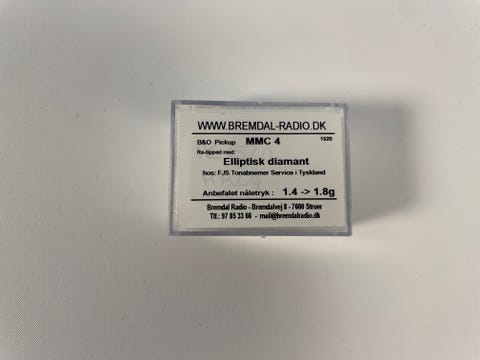 WWW.BREMDAL-RADIO.DK
B&O Pickup MMC 4 1529
Re-tipped med:
Elliptisk diamant
hos: FJS Tonabnemer Service i Tyskland
Anbefalet nåletryk : 1.4 -> 1.8g
Bremdal Radio - Bremdalvej 8 - 7600 Struer
Tlf.: 97 85 33 66 - mail@bremdalradio.dk